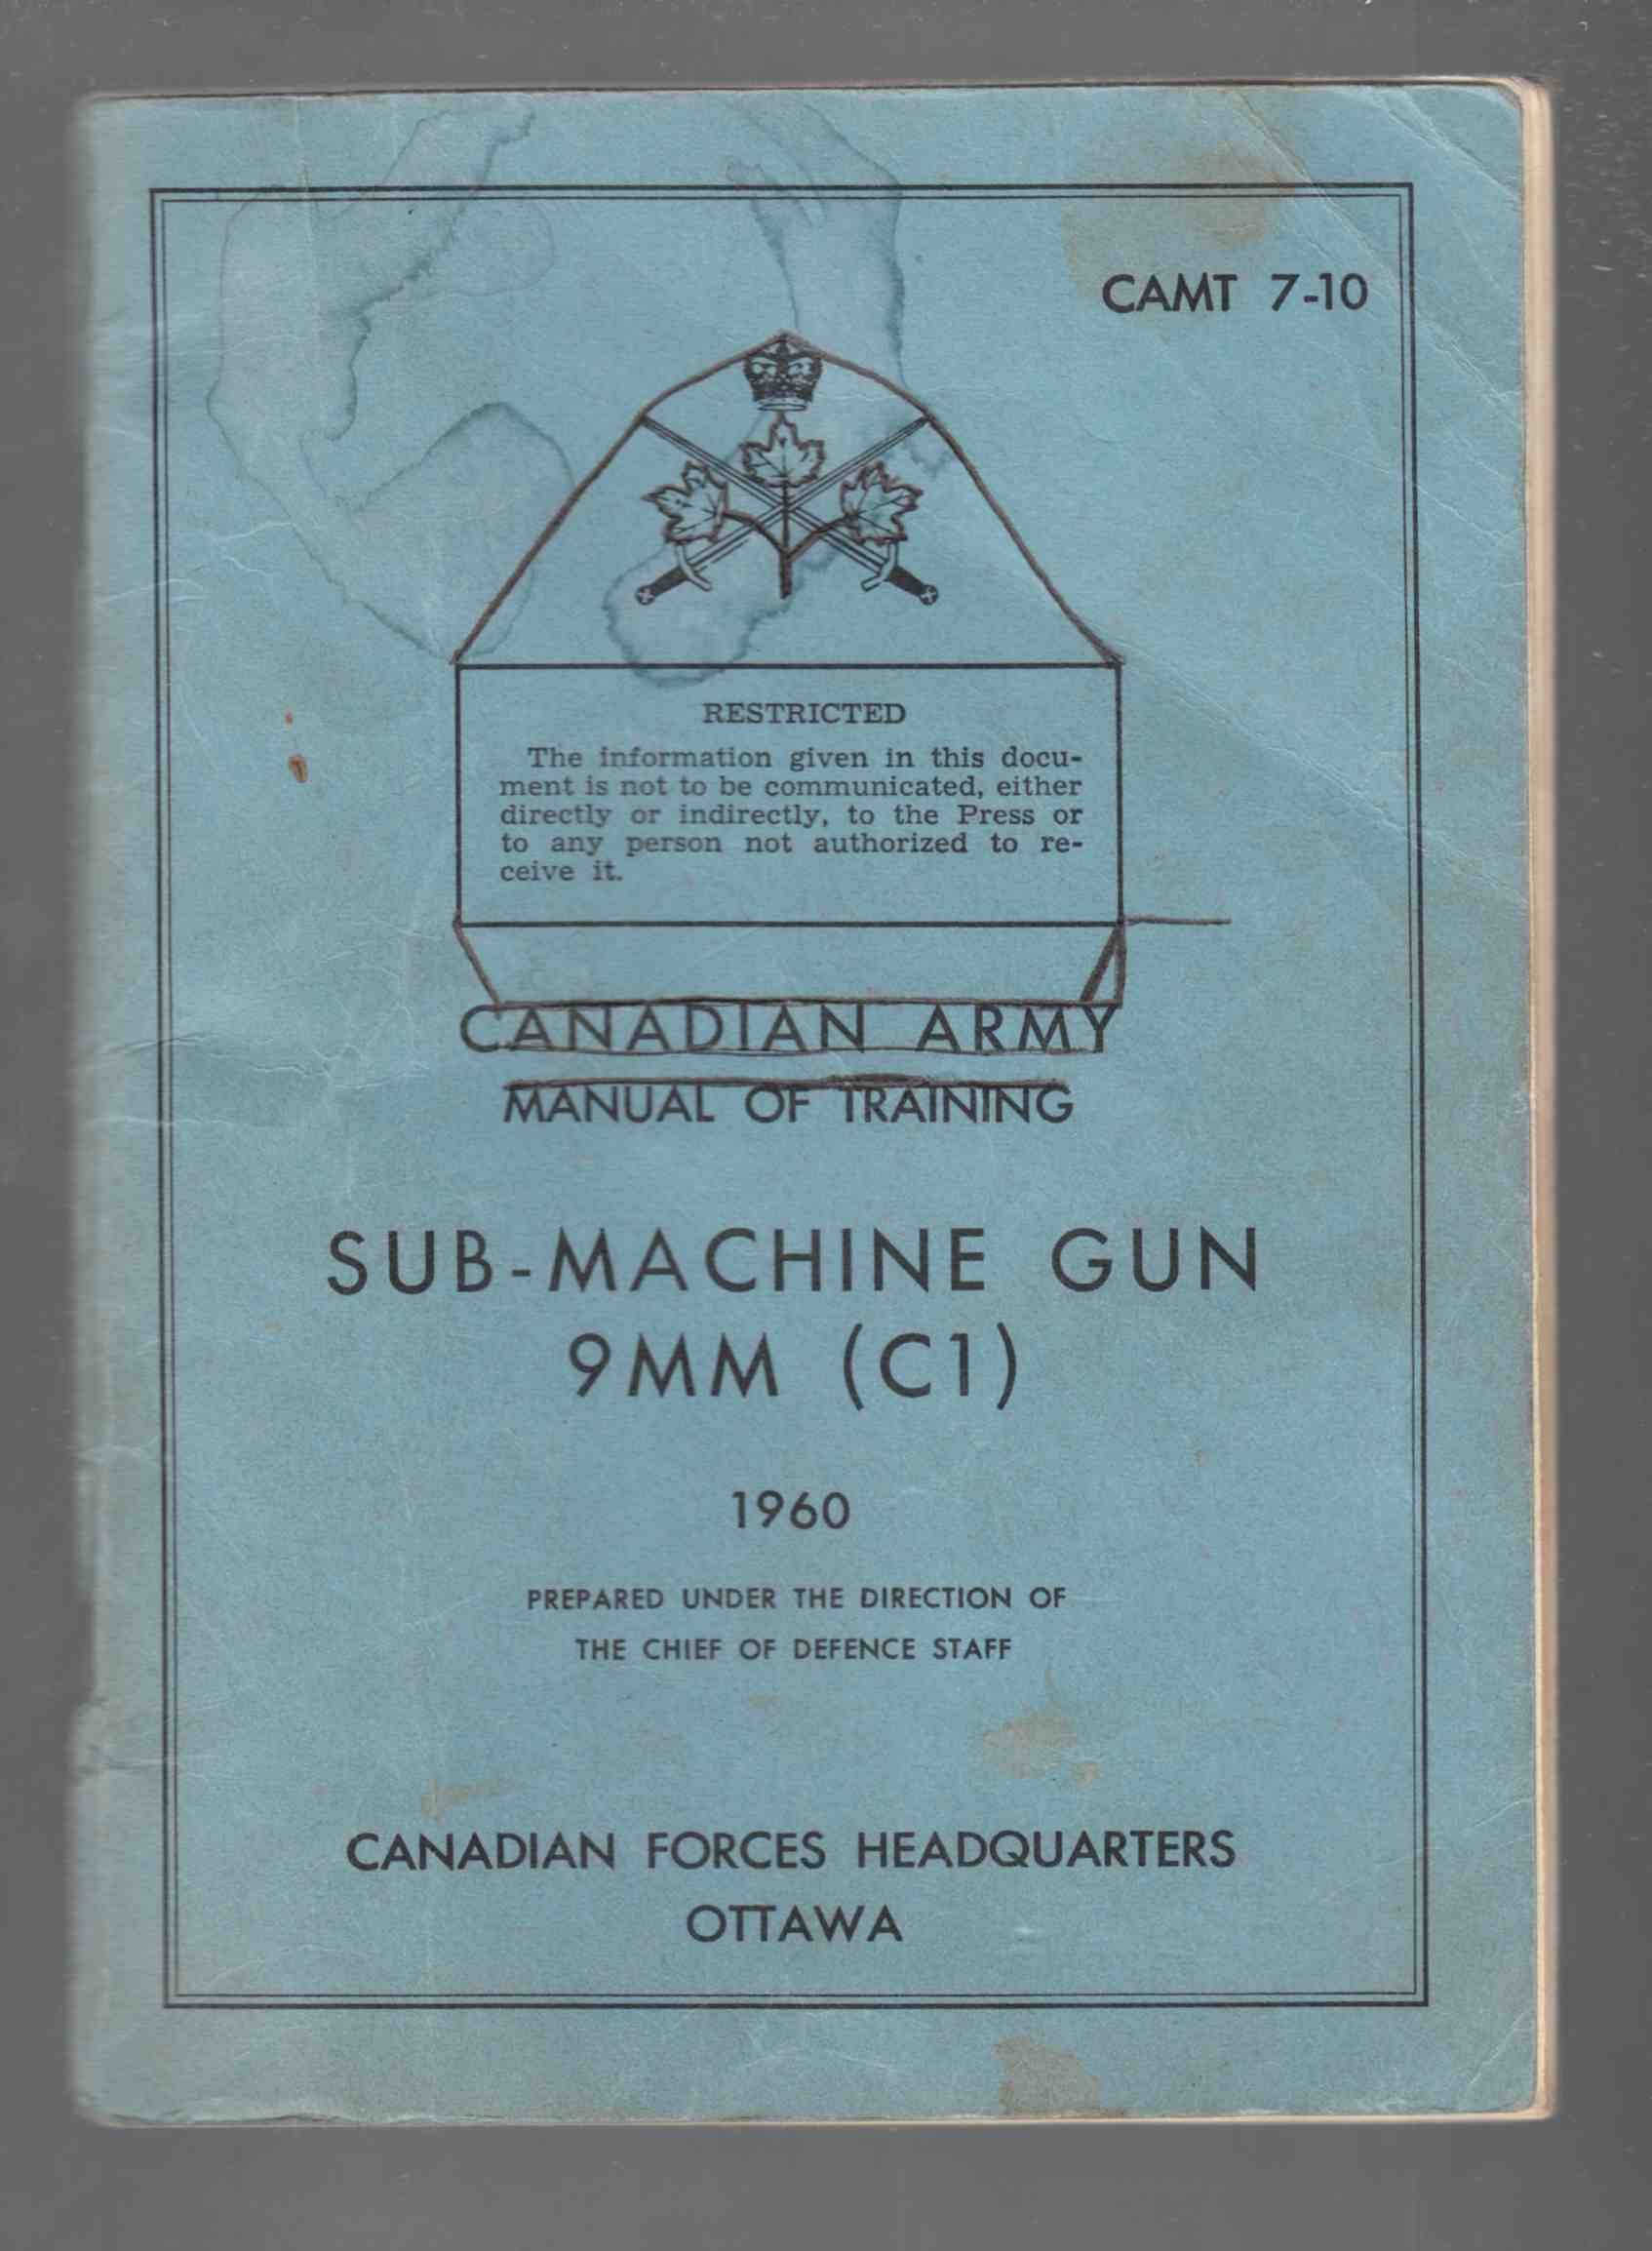 CAMT 7-10
RESTRICTED
The information given in this docu-
ment is not to be communicated, either
directly or indirectly, to the Press or
to any person not authorized to re-
ceive it.
CANADIAN ARMY
MANUAL OF TRAINING
SUB-MACHINE GUN
9MM (C1)
1960
PREPARED UNDER THE DIRECTION OF
THE CHIEF OF DEFENCE STAFF
CANADIAN FORCES HEADQUARTERS
OTTAWA